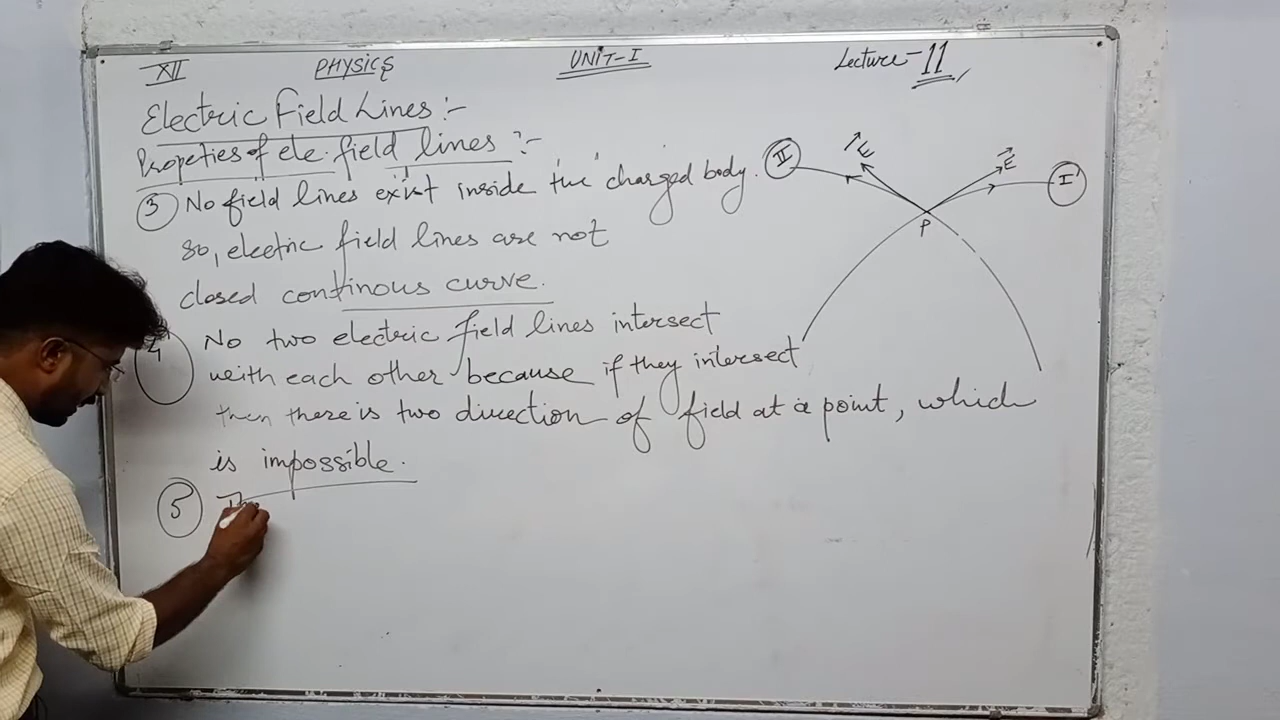 XII PHYSICS UNIT-I Lecture-11
Electric Field Lines:-
Propeties of ele. field lines :-
3 No field lines exist inside the charged body.
so, electric field lines are not
closed continous curve.
4 No two electric field lines intersect
with each other because if they intersect
then there is two direction of field at a point, which
is impossible.
5
II E E I
P